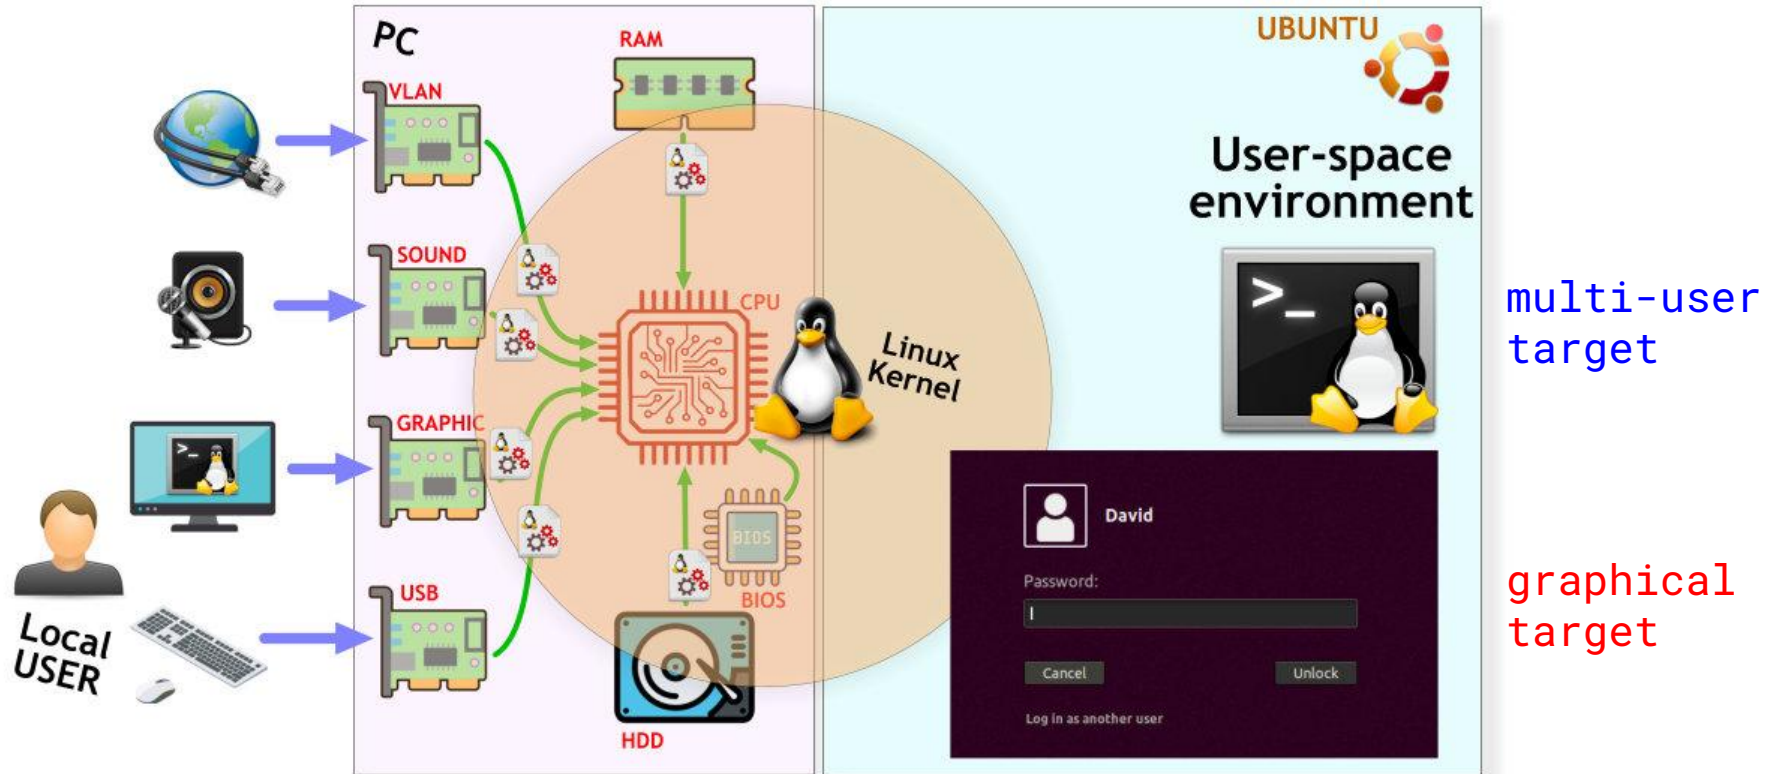 PC
RAM
VLAN
SOUND
GRAPHIC
USB
CPU
BIOS
BIOS
HDD
Linux
Kernel
Local
USER
>_
UBUNTU
User-space
environment
>_
David
Password:
Cancel
Unlock
Log in as another user
multi-user
target
graphical
target